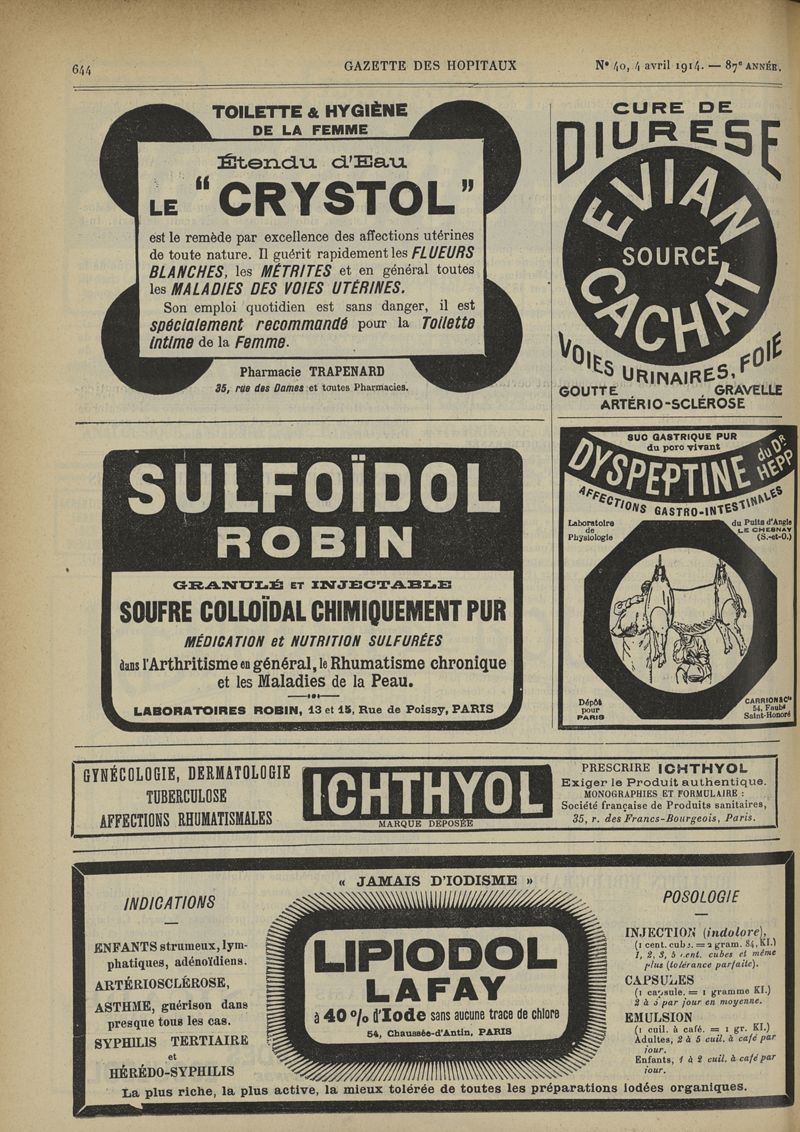 644
GAZETTE DES HOPITAUX
N° 40, 4 avril 1914. — 87e ANNÉE.
TOILETTE & HYGIÈNE
DE LA FEMME
Étendu d'Eau
LE "CRYSTOL"
est le remède par excellence des affections utérines
de toute nature. Il guérit rapidement les FLUEURS
BLANCHES, les MÉTRITES et en général toutes
les MALADIES DES VOIES UTÉRINES.
Son emploi quotidien est sans danger, il est
spécialement recommandé pour la Toilette
intime de la Femme.
Pharmacie TRAPENARD
35, rue des Dames et toutes Pharmacies.
CURE DE
DIURESE
EVIAN
SOURCE
CACHAT
VOIES URINAIRES, FOIE
GOUTTE GRAVELLE
ARTÉRIO-SCLÉROSE
SULFOÏDOL
ROBIN
GRANULÉ ET INJECTABLE
SOUFRE COLLOÏDAL CHIMIQUEMENT PUR
MÉDICATION et NUTRITION SULFURÉES
dans l'Arthritisme en général, le Rhumatisme chronique
et les Maladies de la Peau.
LABORATOIRES ROBIN, 13 et 15, Rue de Poissy, PARIS
SUC GASTRIQUE PUR
du porc vivant
DYSPEPTINE du DR HEPP
AFFECTIONS GASTRO-INTESTINALES
Laboratoire
de
Physiologie
du Puits d'Angle
LE CHESNAY
(S.-et-O.)
Dépôt
pour
PARIS
CARRION & Cie
54, Faubg
Saint-Honoré
GYNÉCOLOGIE, DERMATOLOGIE
TUBERCULOSE
AFFECTIONS RHUMATISMALES
ICHTHYOL
MARQUE DÉPOSÉE
PRESCRIRE ICHTHYOL
Exiger le Produit authentique.
MONOGRAPHIES ET FORMULAIRE :
Société française de Produits sanitaires,
35, r. des Francs-Bourgeois, Paris.
« JAMAIS D'IODISME »
INDICATIONS
ENFANTS strumeux, lym-
phatiques, adénoïdiens.
ARTÉRIOSCLÉROSE,
ASTHME, guérison dans
presque tous les cas.
SYPHILIS TERTIAIRE
et
HÉRÉDO-SYPHILIS
LIPIODOL
LAFAY
à 40 % d'Iode sans aucune trace de chlore
54, Chaussée-d'Antin, PARIS
POSOLOGIE
INJECTION (indolore),
(1 cent. cube. = 2 gram. 84, KI.)
1, 2, 3, 5 cent. cubes et même
plus (tolérance parfaite).
CAPSULES
(1 capsule. = 1 gramme KI.)
2 à 5 par jour en moyenne.
EMULSION
(1 cuil. à café. = 1 gr. KI.)
Adultes, 2 à 5 cuil. à café par
jour.
Enfants, 1 à 2 cuil. à café par
jour.
La plus riche, la plus active, la mieux tolérée de toutes les préparations iodées organiques.